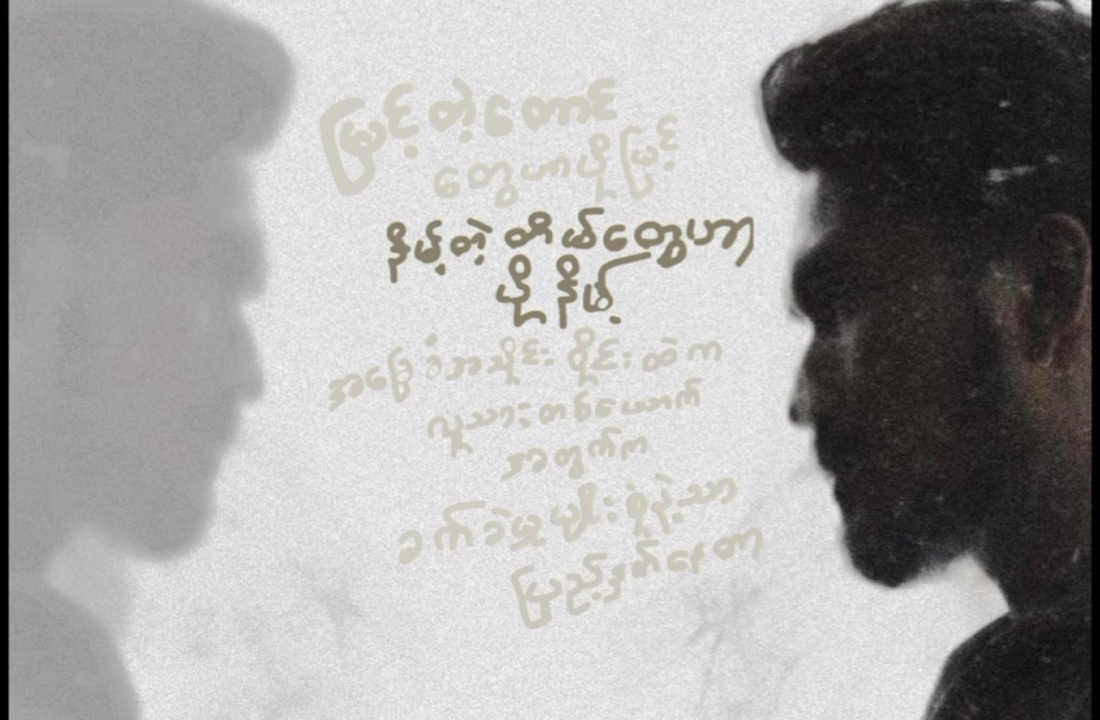 မြင့်တဲ့တောင်
တွေဟာပိုမြင့်
နိမ့်တဲ့ တိမ်တွေဟာ
ပိုနိမ့်
အခြေခံအသိုင်းဝိုင်းထဲက
လူသားတစ်ယောက်
အတွက်က
ခက်ခဲမှုမျိုးစုံနဲ့သာ
ပြည့်နှက်နေတာ